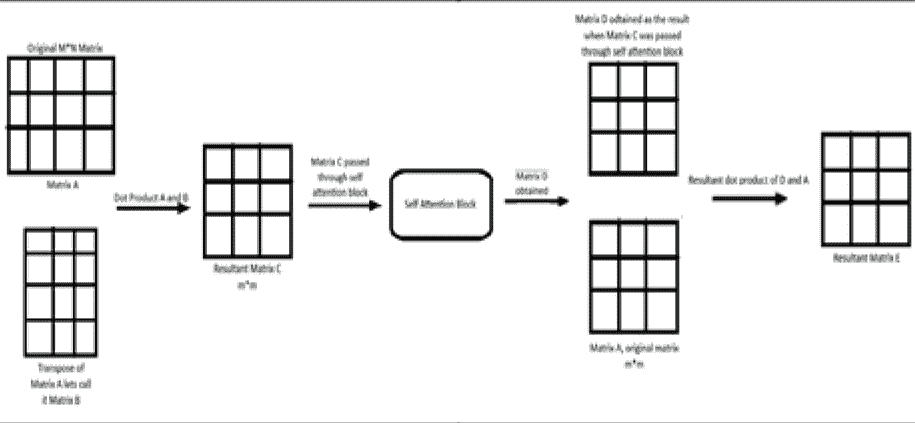 Original M*N Matrix
Matrix A
Dot Product A and B
Transpose of
Matrix A lets call
it Matrix B
Resultant Matrix C
m*m
Matrix C passed
through self
attention block
Self Attention Block
Matrix D
obtained
Matrix D odtained as the result
when Matrix C was passed
through self attention block
Matrix A, original matrix
m*m
Resultant dot product of D and A
Resultant Matrix E